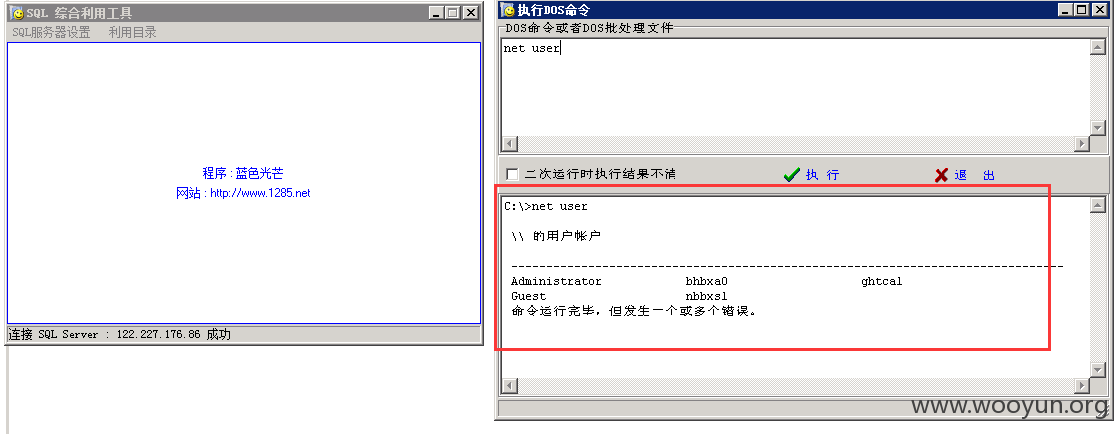 SQL 综合利用工具
SQL服务器设置 利用目录
程序 : 蓝色光芒
网站 : http://www.1285.net
连接 SQL Server : 122.227.176.86 成功
执行DOS命令
DOS命令或者DOS批处理文件
net user
二次运行时执行结果不清
执 行
退 出
C:\>net user
\\ 的用户帐户
-------------------------------------------------------------------------------
Administrator bhbxa0 ghtcal
Guest nbbxsl
命令运行完毕，但发生一个或多个错误。
www.wooyun.org